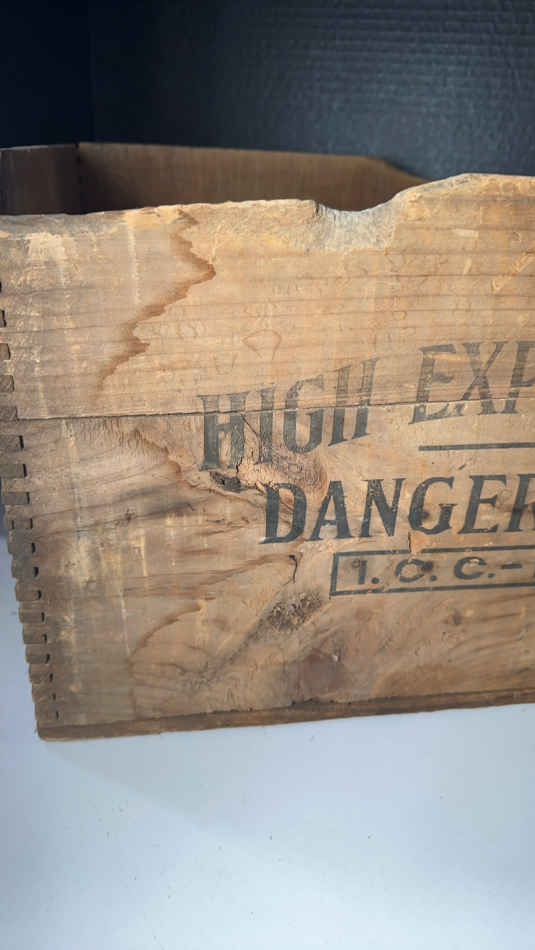 HIGH EXP
DANGER
I. C. C.-